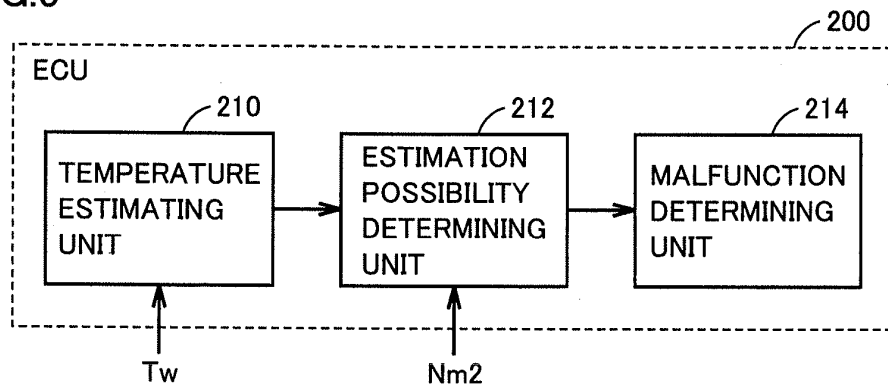 200
ECU
210
212
214
TEMPERATURE
ESTIMATING
UNIT
ESTIMATION
POSSIBILITY
DETERMINING
UNIT
MALFUNCTION
DETERMINING
UNIT
Tw
Nm2